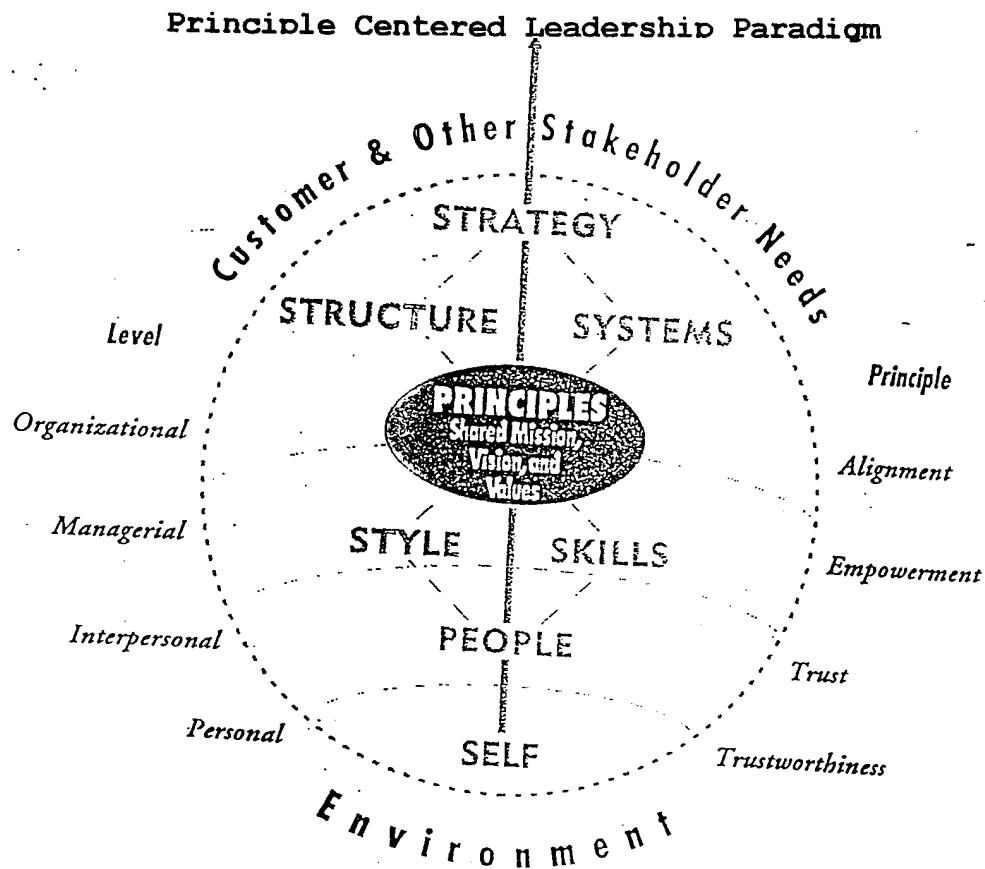 Principle Centered Leadership Paradigm
Customer & Other Stakeholder Needs
STRATEGY
STRUCTURE
SYSTEMS
Level
Principle
PRINCIPLES
Shared Mission,
Vision, and
Values
Organizational
Alignment
Managerial
STYLE
SKILLS
Empowerment
Interpersonal
PEOPLE
Trust
Personal
SELF
Trustworthiness
Environment